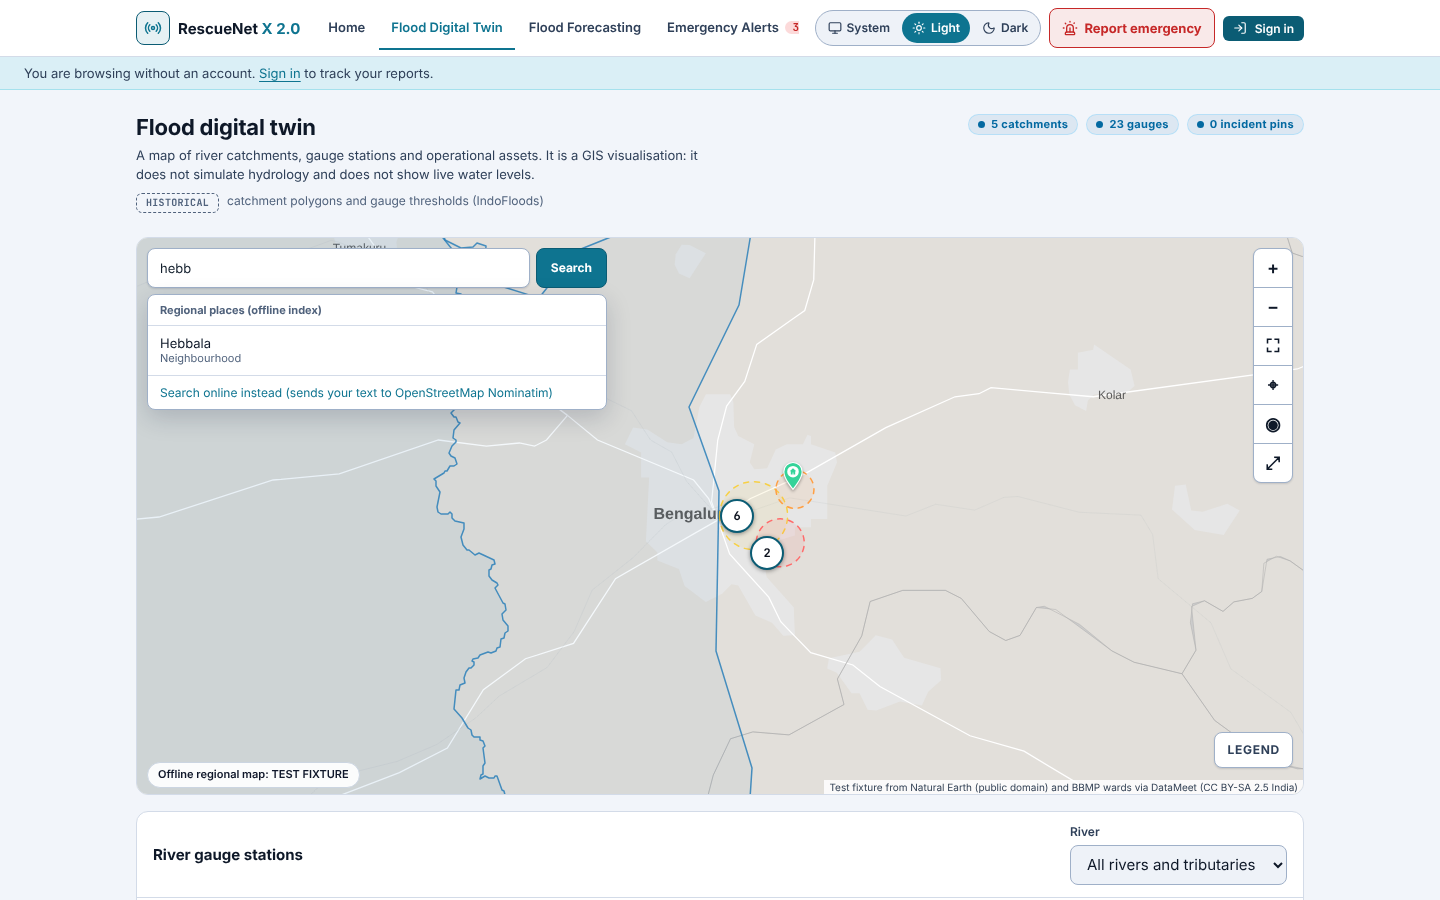 RescueNet X 2.0
Home
Flood Digital Twin
Flood Forecasting
Emergency Alerts 3
System
Light
Dark
Report emergency
Sign in
You are browsing without an account. Sign in to track your reports.
Flood digital twin
5 catchments
23 gauges
0 incident pins
A map of river catchments, gauge stations and operational assets. It is a GIS visualisation: it
does not simulate hydrology and does not show live water levels.
HISTORICAL catchment polygons and gauge thresholds (IndoFloods)
hebb
Search
Regional places (offline index)
Hebbala
Neighbourhood
Search online instead (sends your text to OpenStreetMap Nominatim)
Kolar
Bengalu
6
2
LEGEND
Offline regional map: TEST FIXTURE
Test fixture from Natural Earth (public domain) and BBMP wards via DataMeet (CC BY-SA 2.5 India)
River gauge stations
River
All rivers and tributaries